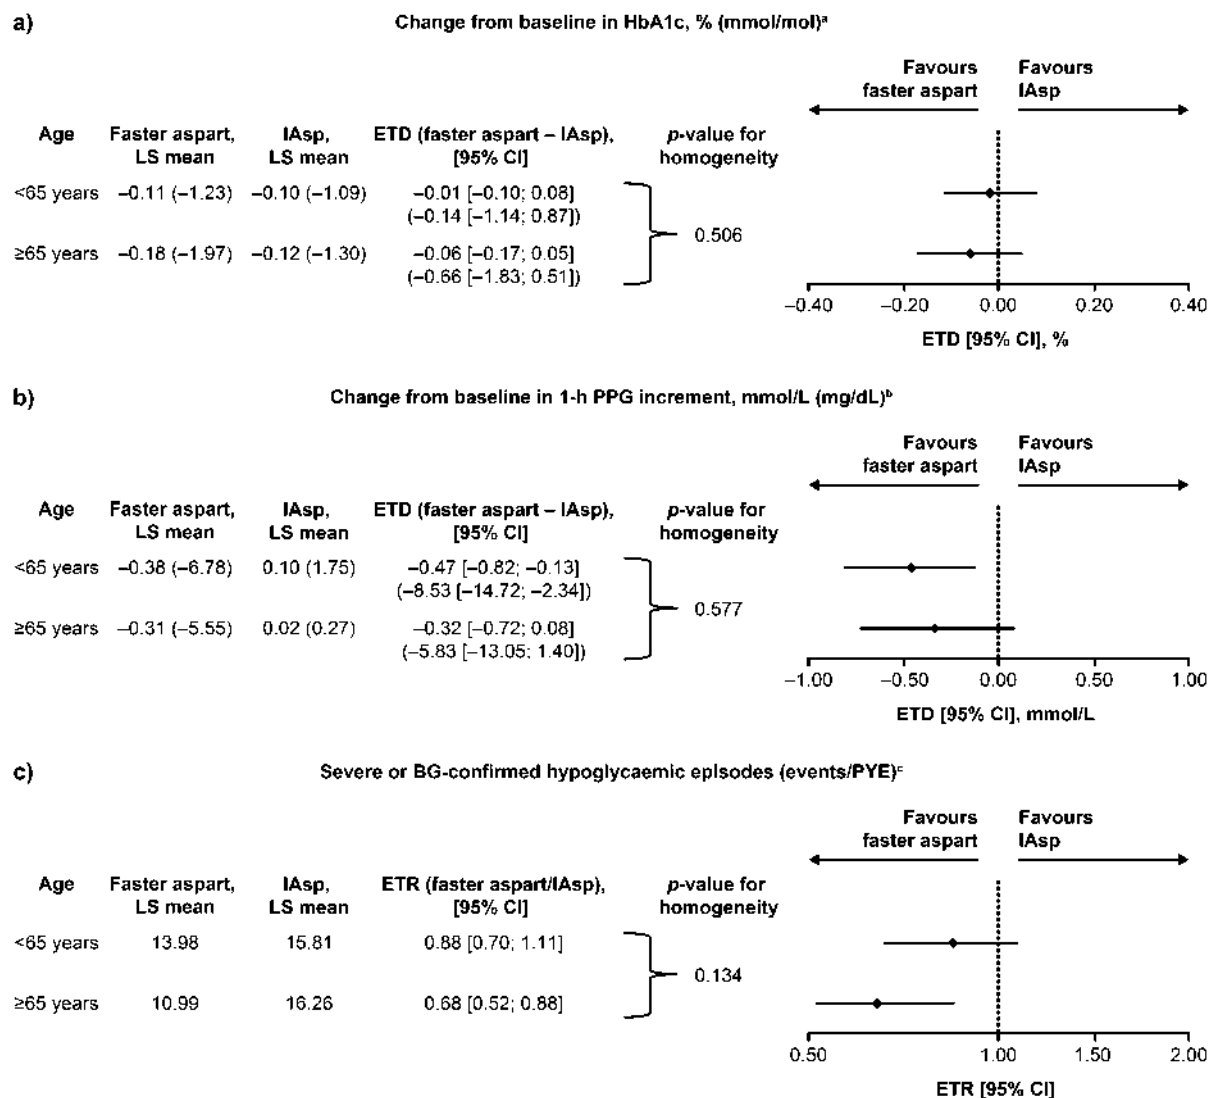 a)
Change from baseline in HbA1c, % (mmol/mol)ᵃ
Favours faster aspart
Favours IAsp
Age
Faster aspart, LS mean
IAsp, LS mean
ETD (faster aspart – IAsp), [95% CI]
p-value for homogeneity
<65 years –0.11 (–1.23) –0.10 (–1.09) –0.01 [–0.10; 0.08]
(–0.14 [–1.14; 0.87])
0.506
≥65 years –0.18 (–1.97) –0.12 (–1.30) –0.06 [–0.17; 0.05]
(–0.66 [–1.83; 0.51])
–0.40 –0.20 0.00 0.20 0.40
ETD [95% CI], %
b)
Change from baseline in 1-h PPG increment, mmol/L (mg/dL)ᵇ
Favours faster aspart
Favours IAsp
Age
Faster aspart, LS mean
IAsp, LS mean
ETD (faster aspart – IAsp), [95% CI]
p-value for homogeneity
<65 years –0.38 (–6.78) 0.10 (1.75) –0.47 [–0.82; –0.13]
(-8.53 [–14.72; –2.34])
0.577
≥65 years –0.31 (–5.55) 0.02 (0.27) –0.32 [–0.72; 0.08]
(–5.83 [–13.05; 1.40])
–1.00 –0.50 0.00 0.50 1.00
ETD [95% CI], mmol/L
c)
Severe or BG-confirmed hypoglycaemic episodes (events/PYE)ᶜ
Favours faster aspart
Favours IAsp
Age
Faster aspart, LS mean
IAsp, LS mean
ETR (faster aspart/IAsp), [95% CI]
p-value for homogeneity
<65 years 13.98 15.81 0.88 [0.70; 1.11]
0.134
≥65 years 10.99 16.26 0.68 [0.52; 0.88]
0.50 1.00 1.50 2.00
ETR [95% CI]